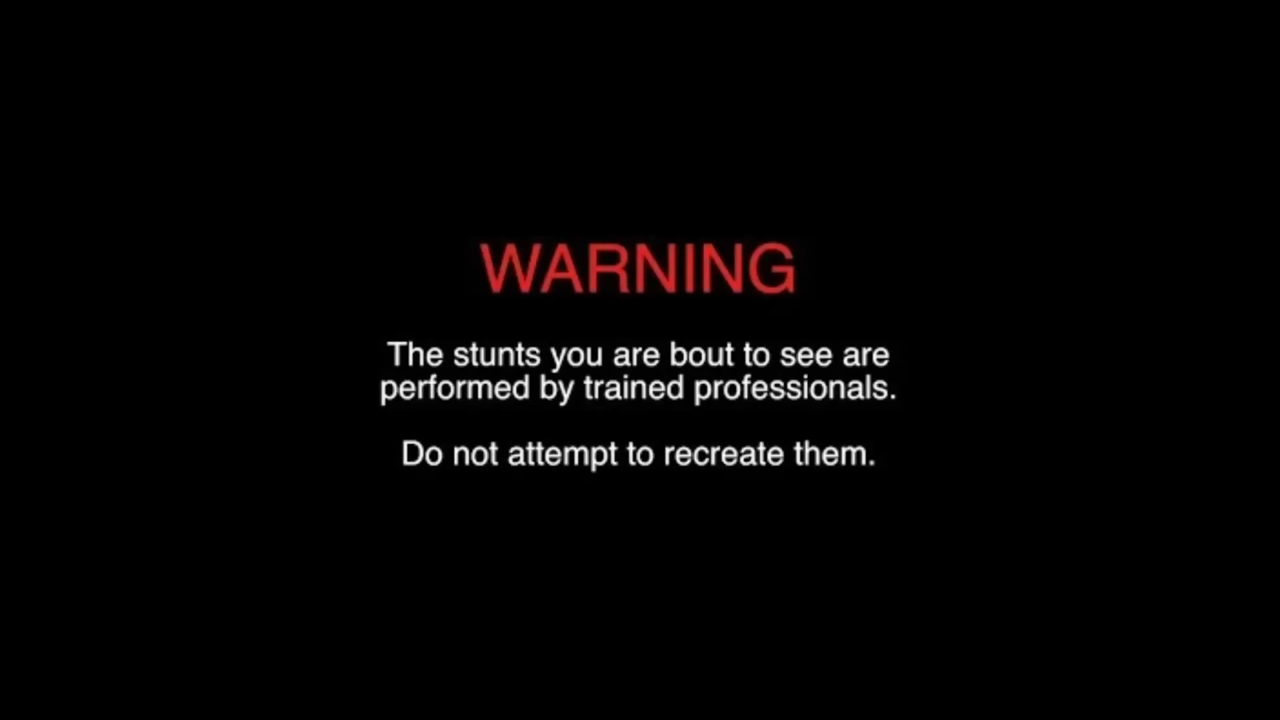 WARNING
The stunts you are bout to see are
performed by trained professionals.
Do not attempt to recreate them.